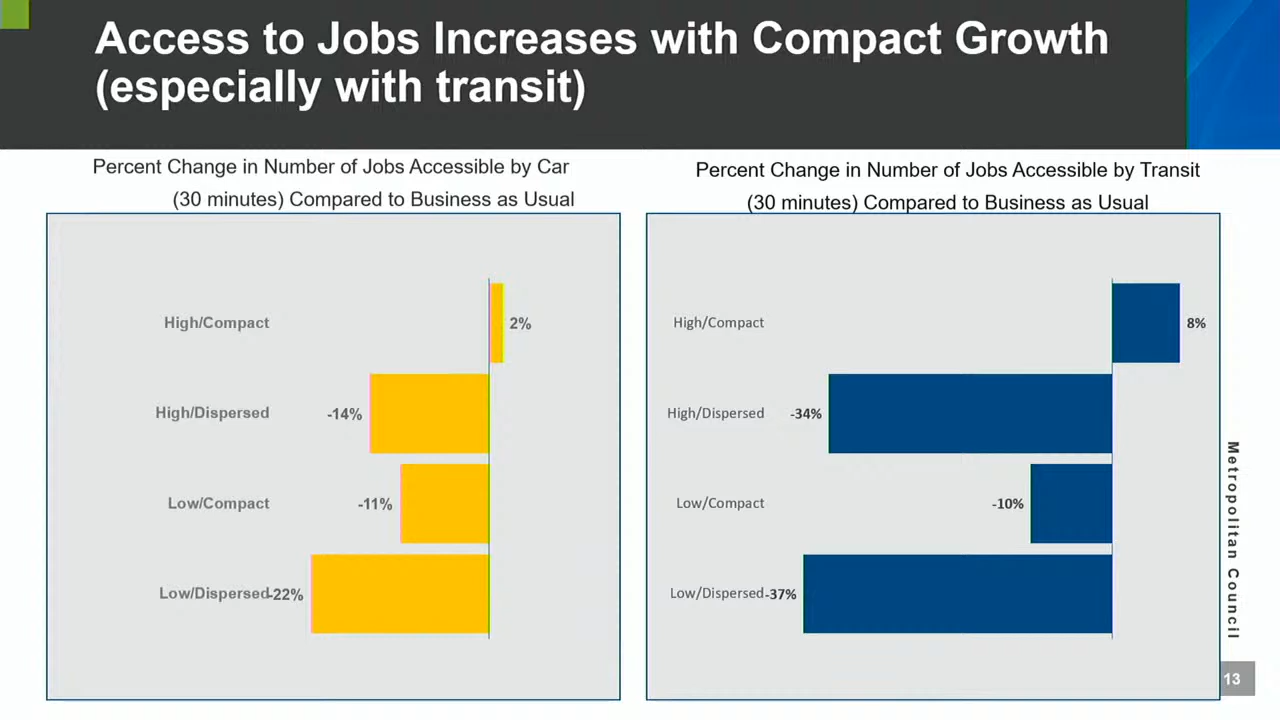 Access to Jobs Increases with Compact Growth
(especially with transit)
Percent Change in Number of Jobs Accessible by Car
(30 minutes) Compared to Business as Usual
High/Compact
2%
High/Dispersed
-14%
Low/Compact
-11%
Low/Dispersed
-22%
Percent Change in Number of Jobs Accessible by Transit
(30 minutes) Compared to Business as Usual
High/Compact
8%
High/Dispersed
-34%
Low/Compact
-10%
Low/Dispersed
-37%
Metropolitan Council
13